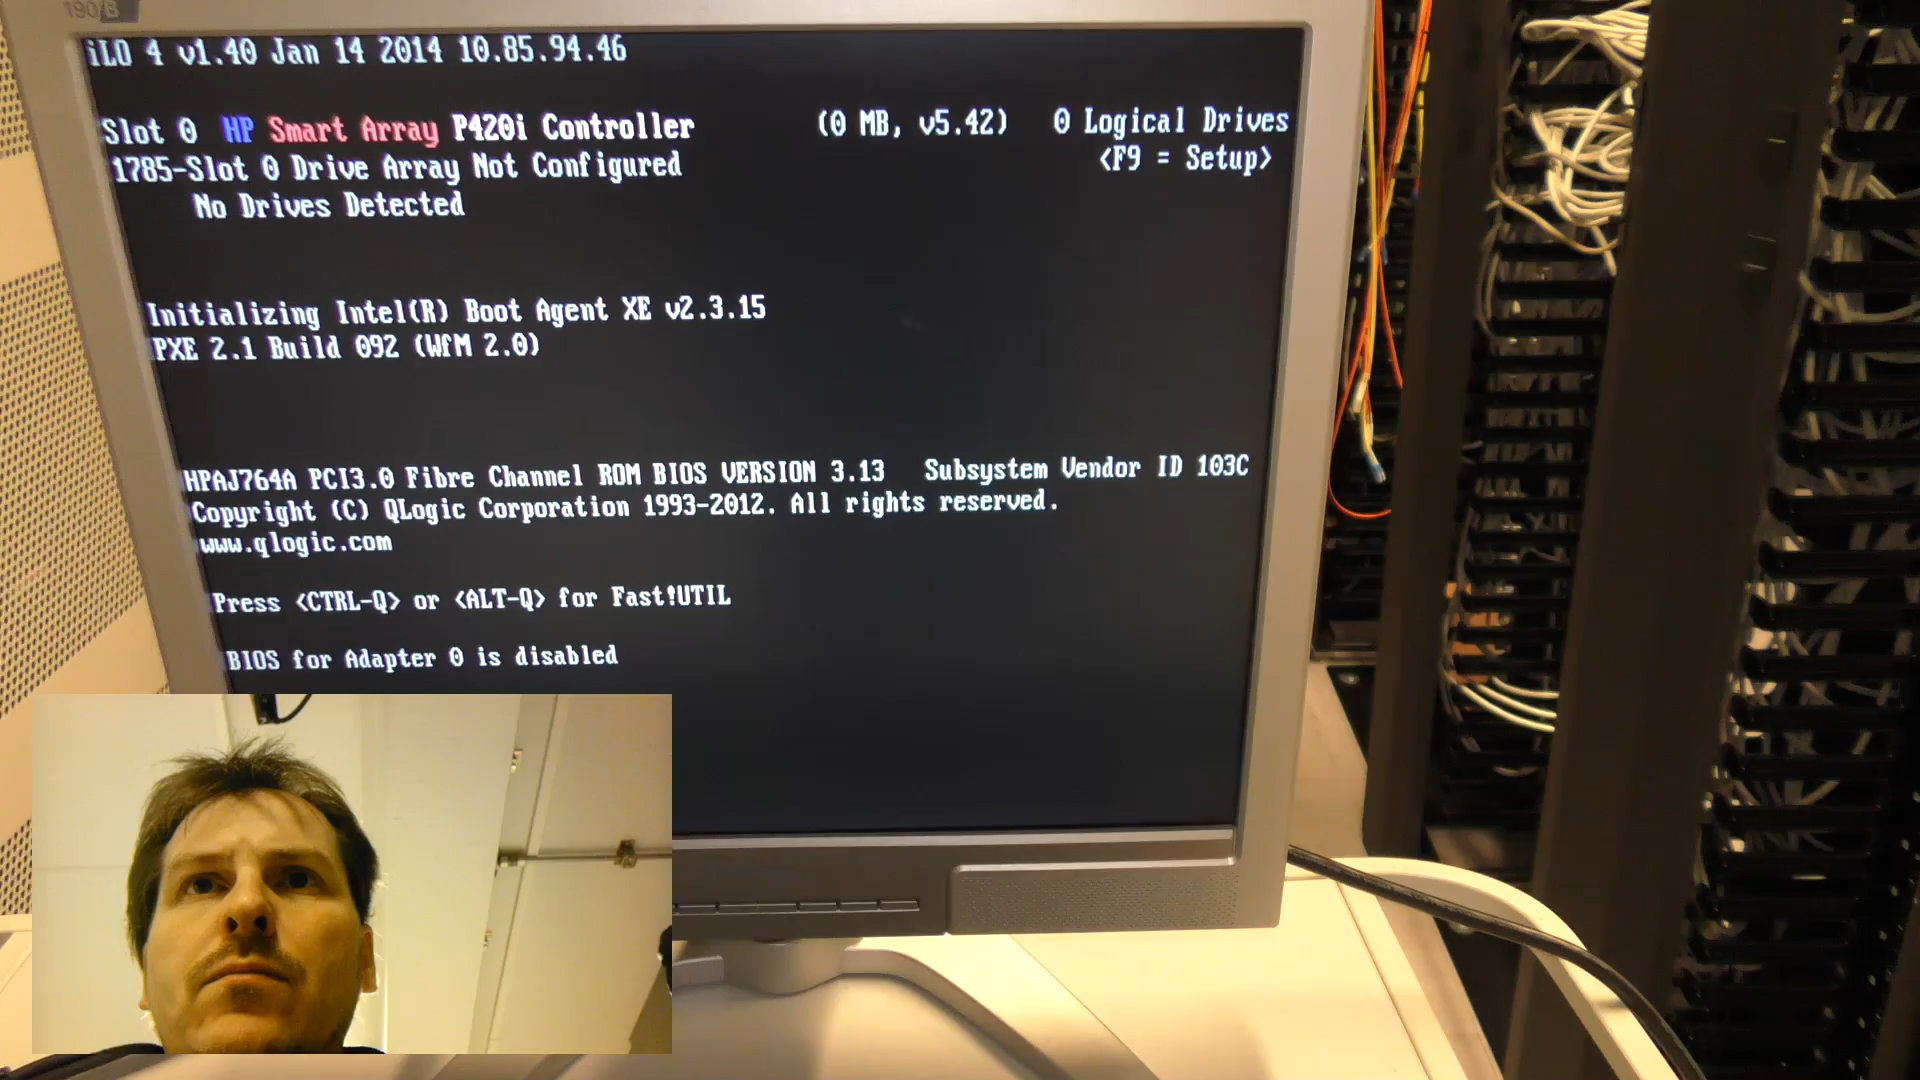 190 B
iLO 4 v1.40 Jan 14 2014 10.85.94.46
Slot 0 HP Smart Array P420i Controller (0 MB, v5.42) 0 Logical Drives
1785-Slot 0 Drive Array Not Configured <F9 = Setup>
No Drives Detected
Initializing Intel(R) Boot Agent XE v2.3.15
PXE 2.1 Build 092 (WfM 2.0)
HPAJ764A PCI3.0 Fibre Channel ROM BIOS VERSION 3.13 Subsystem Vendor ID 103C
Copyright (C) QLogic Corporation 1993-2012. All rights reserved.
www.qlogic.com
Press <CTRL-Q> or <ALT-Q> for Fast!UTIL
BIOS for Adapter 0 is disabled